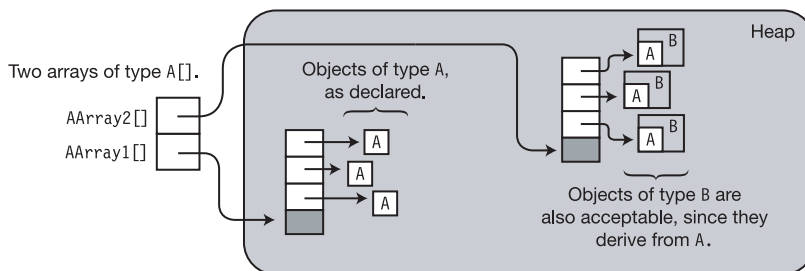 Heap
Two arrays of type A[].
AArray2[]
AArray1[]
Objects of type A,
as declared.
A
A
A
A B
A B
A B
Objects of type B are
also acceptable, since they
derive from A.